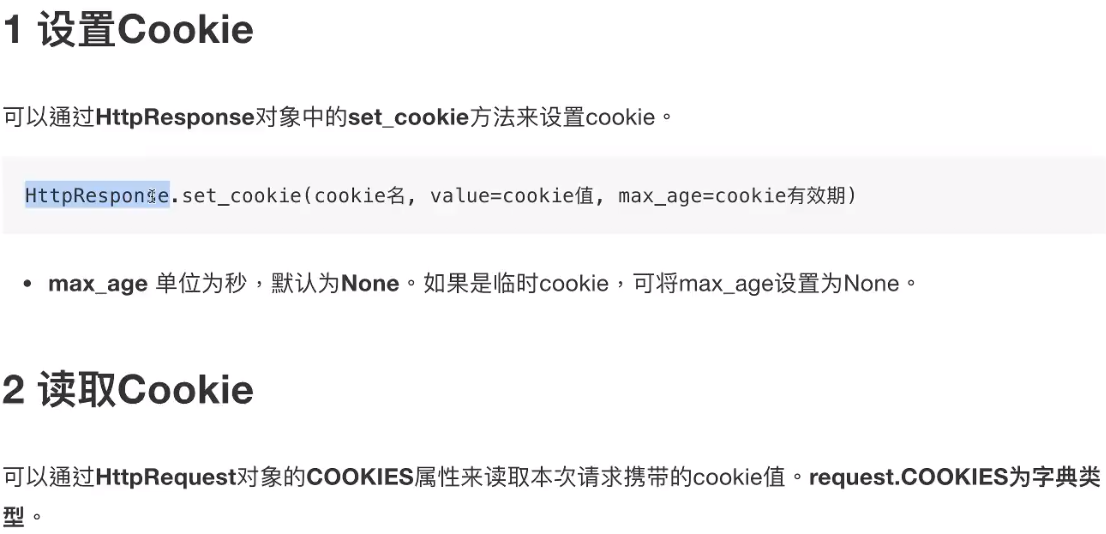 1 设置Cookie
可以通过HttpResponse对象中的set_cookie方法来设置cookie。
HttpResponse.set_cookie(cookie名, value=cookie值, max_age=cookie有效期)
• max_age 单位为秒，默认为None。如果是临时cookie，可将max_age设置为None。
2 读取Cookie
可以通过HttpRequest对象的COOKIES属性来读取本次请求携带的cookie值。request.COOKIES为字典类
型。